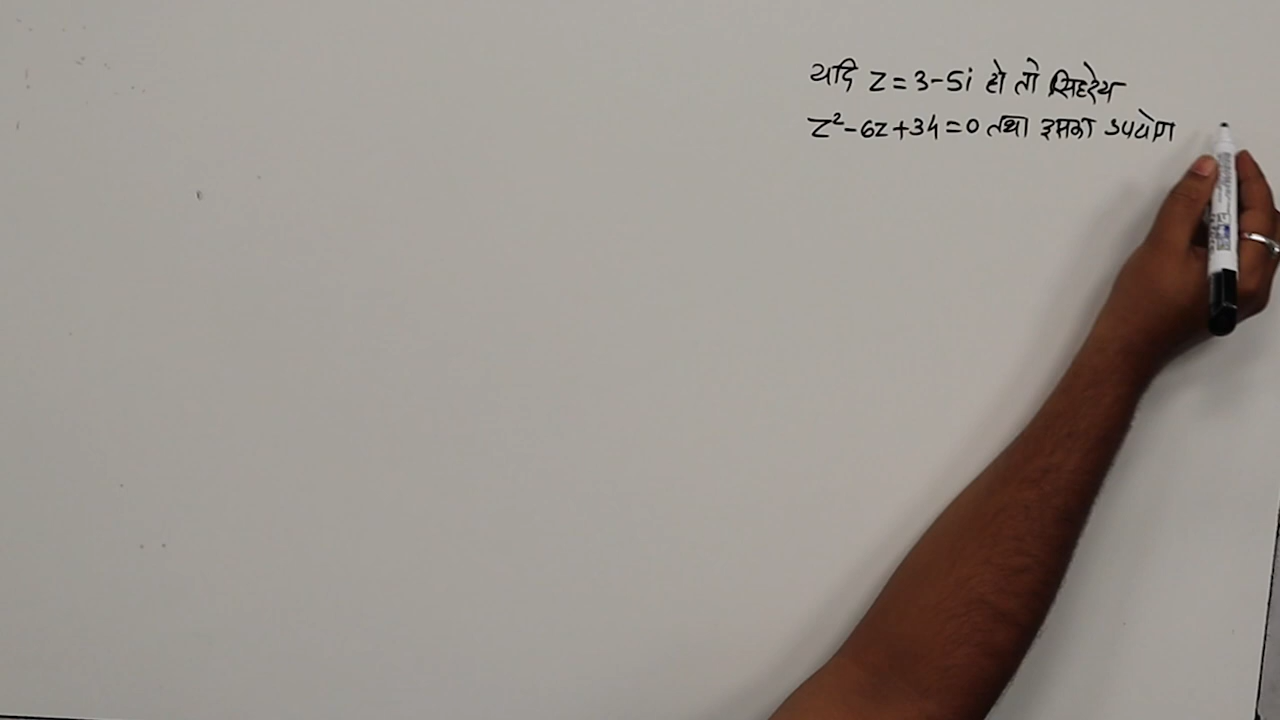 यदि z = 3-5i हो तो सिद्ध करें
z²-6z+34=0 तथा इसका उपयोग